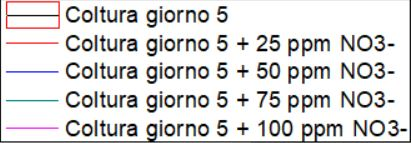 Coltura giorno 5
Coltura giorno 5 + 25 ppm NO3-
Coltura giorno 5 + 50 ppm NO3-
Coltura giorno 5 + 75 ppm NO3-
Coltura giorno 5 + 100 ppm NO3-